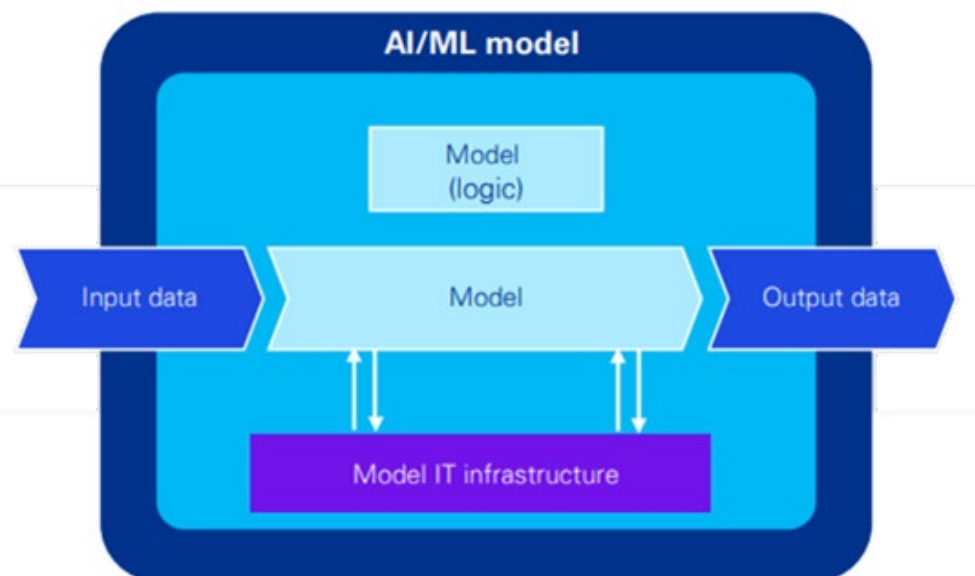 AI/ML model
Model
(logic)
Input data
Model
Output data
Model IT infrastructure